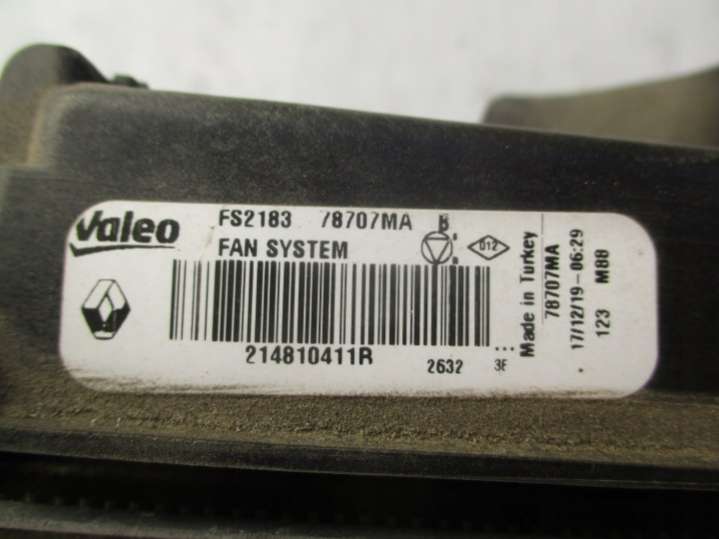 Valeo
FS2183 78707MA B
FAN SYSTEM
012
214810411R
2632
... 3F
Made in Turkey
78707MA
17/12/19-06:29
123 M88